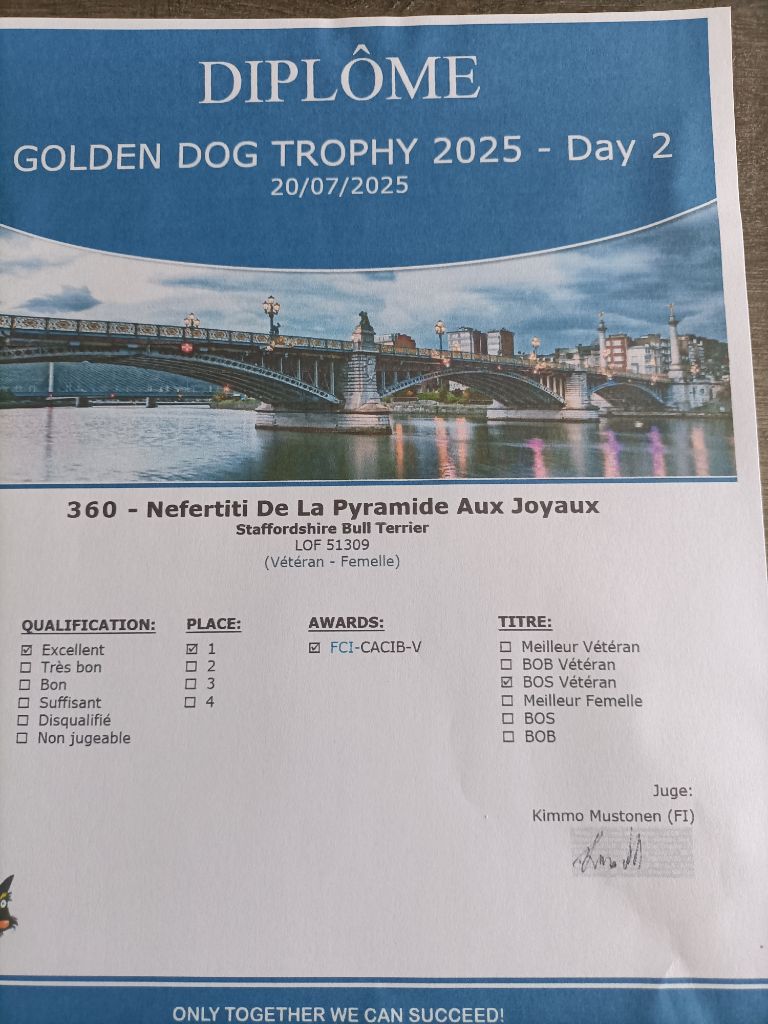 DIPLÔME
GOLDEN DOG TROPHY 2025 - Day 2
20/07/2025
360 - Nefertiti De La Pyramide Aux Joyaux
Staffordshire Bull Terrier
LOF 51309
(Vétéran - Femelle)
QUALIFICATION: PLACE: AWARDS: TITRE:
☑ Excellent ☑ 1 ☑ FCI-CACIB-V ☐ Meilleur Vétéran
☐ Très bon ☐ 2 ☐ BOB Vétéran
☐ Bon ☐ 3 ☑ BOS Vétéran
☐ Suffisant ☐ 4 ☐ Meilleur Femelle
☐ Disqualifié ☐ BOS
☐ Non jugeable ☐ BOB
Juge:
Kimmo Mustonen (FI)
ONLY TOGETHER WE CAN SUCCEED!